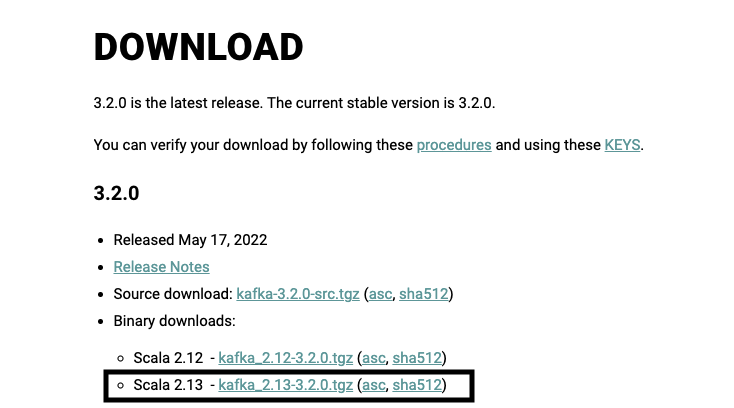 DOWNLOAD
3.2.0 is the latest release. The current stable version is 3.2.0.
You can verify your download by following these procedures and using these KEYS.
3.2.0
• Released May 17, 2022
• Release Notes
• Source download: kafka-3.2.0-src.tgz (asc, sha512)
• Binary downloads:
◦ Scala 2.12 - kafka_2.12-3.2.0.tgz (asc, sha512)
◦ Scala 2.13 - kafka_2.13-3.2.0.tgz (asc, sha512)